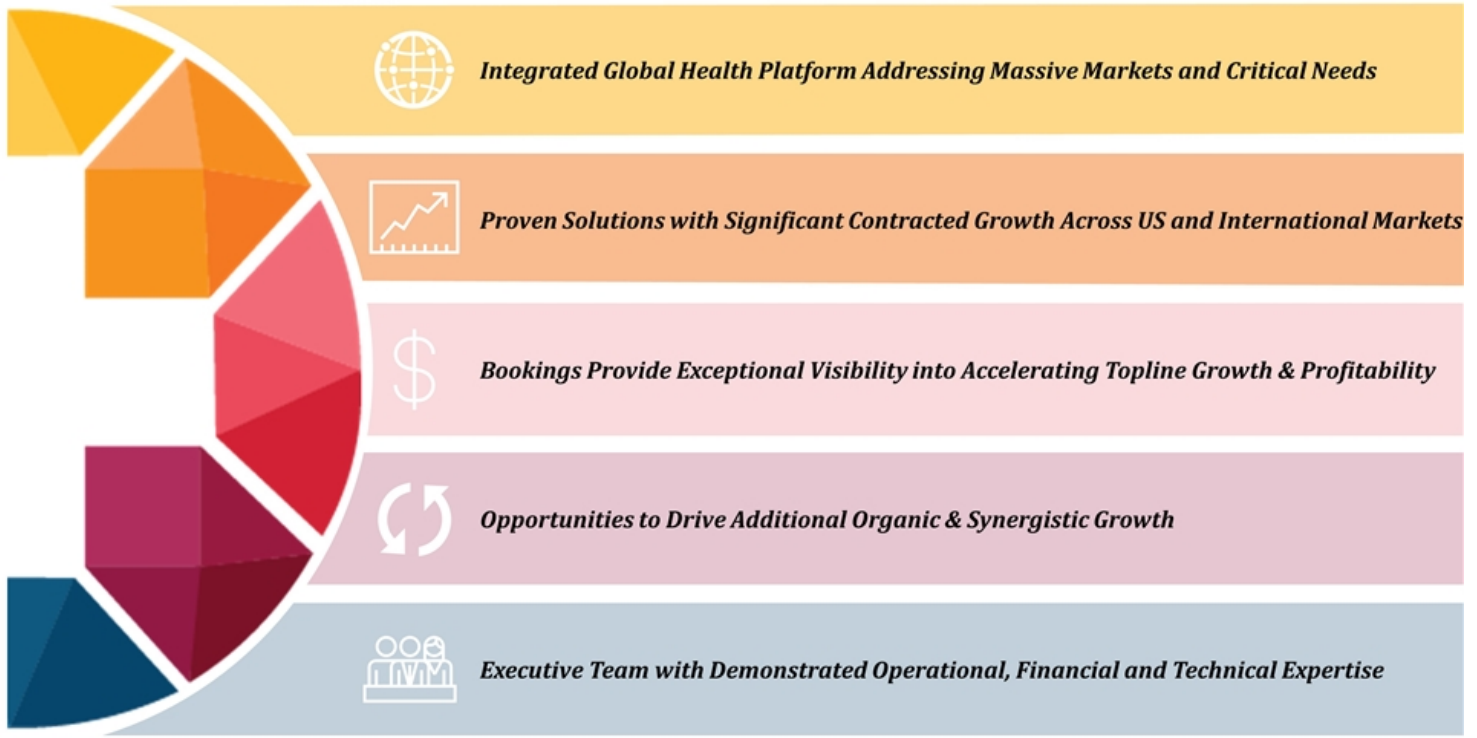 Integrated Global Health Platform Addressing Massive Markets and Critical Needs
Proven Solutions with Significant Contracted Growth Across US and International Markets
Bookings Provide Exceptional Visibility into Accelerating Topline Growth & Profitability
Opportunities to Drive Additional Organic & Synergistic Growth
Executive Team with Demonstrated Operational, Financial and Technical Expertise